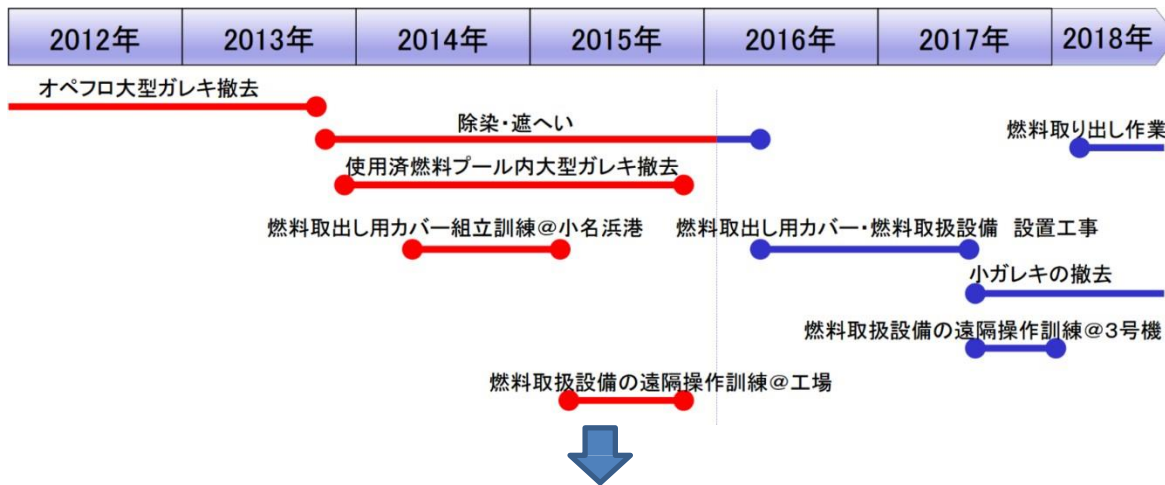 2012年 2013年 2014年 2015年 2016年 2017年 2018年
オペフロ大型ガレキ撤去
除染・遮へい
燃料取り出し作業
使用済燃料プール内大型ガレキ撤去
燃料取出し用カバー組立訓練＠小名浜港
燃料取出し用カバー・燃料取扱設備 設置工事
小ガレキの撤去
燃料取扱設備の遠隔操作訓練＠3号機
燃料取扱設備の遠隔操作訓練＠工場